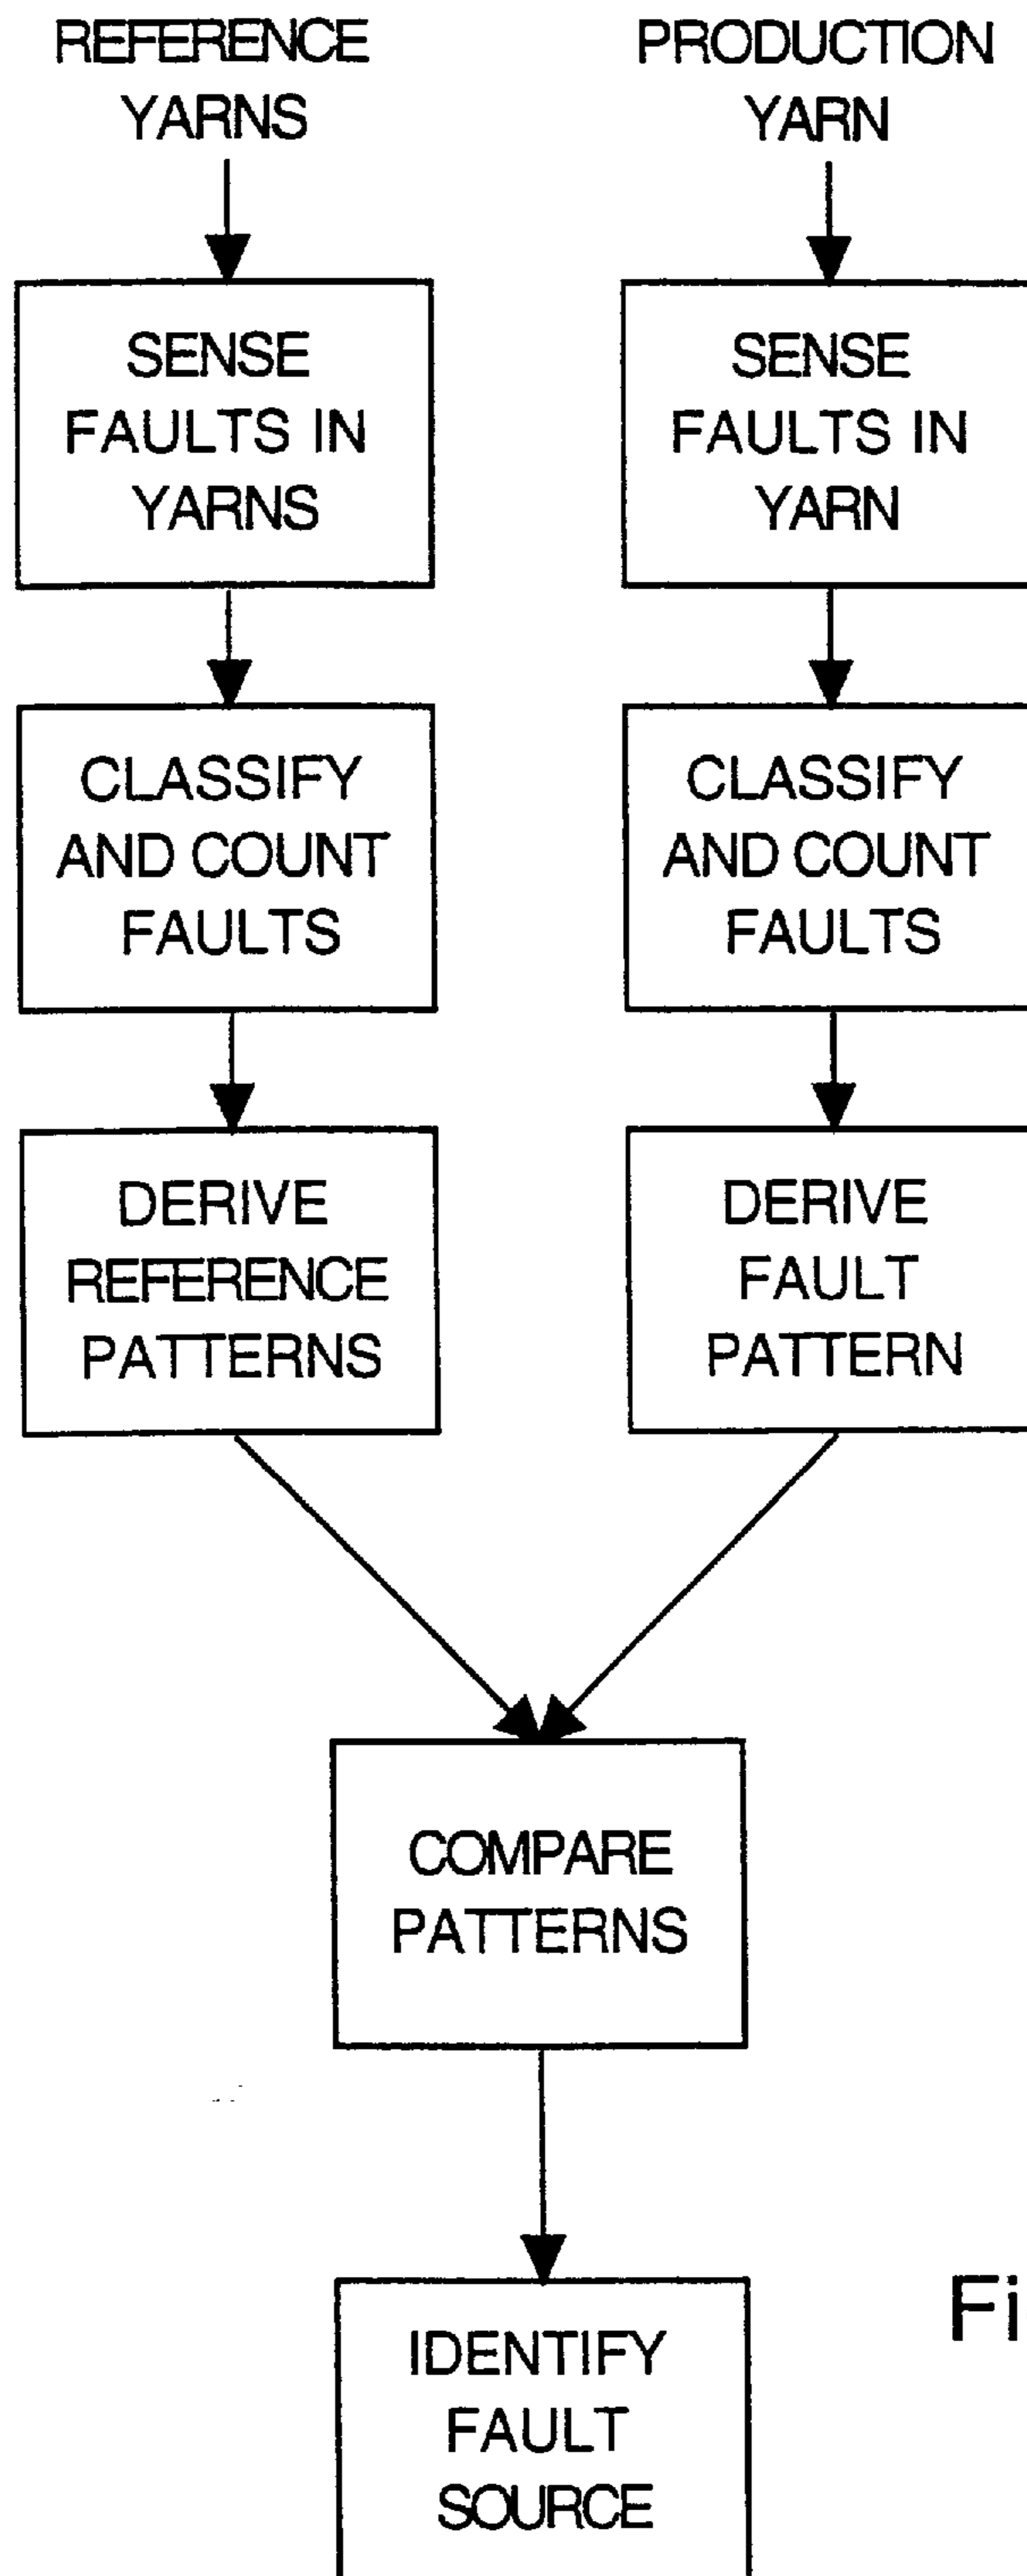 REFERENCE
YARNS
SENSE
FAULTS IN
YARNS
CLASSIFY
AND COUNT
FAULTS
DERIVE
REFERENCE
PATTERNS
PRODUCTION
YARN
SENSE
FAULTS IN
YARN
CLASSIFY
AND COUNT
FAULTS
DERIVE
FAULT
PATTERN
COMPARE
PATTERNS
IDENTIFY
FAULT
SOURCE